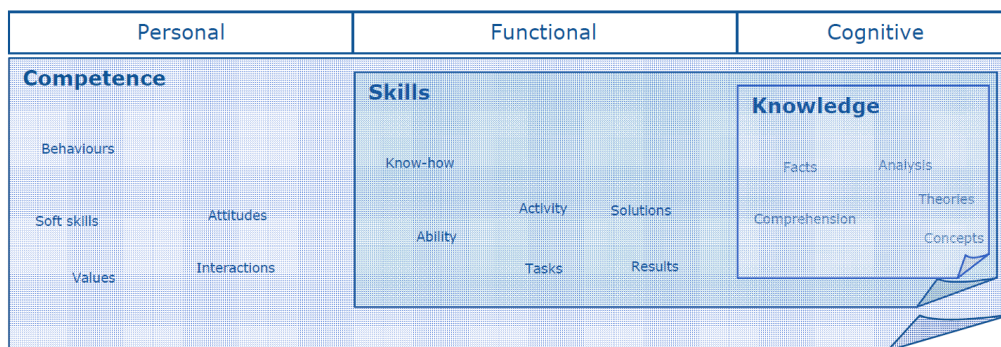 Personal
Functional
Cognitive
Competence
Behaviours
Soft skills
Attitudes
Values
Interactions
Skills
Know-how
Activity
Solutions
Ability
Tasks
Results
Knowledge
Facts
Analysis
Theories
Comprehension
Concepts